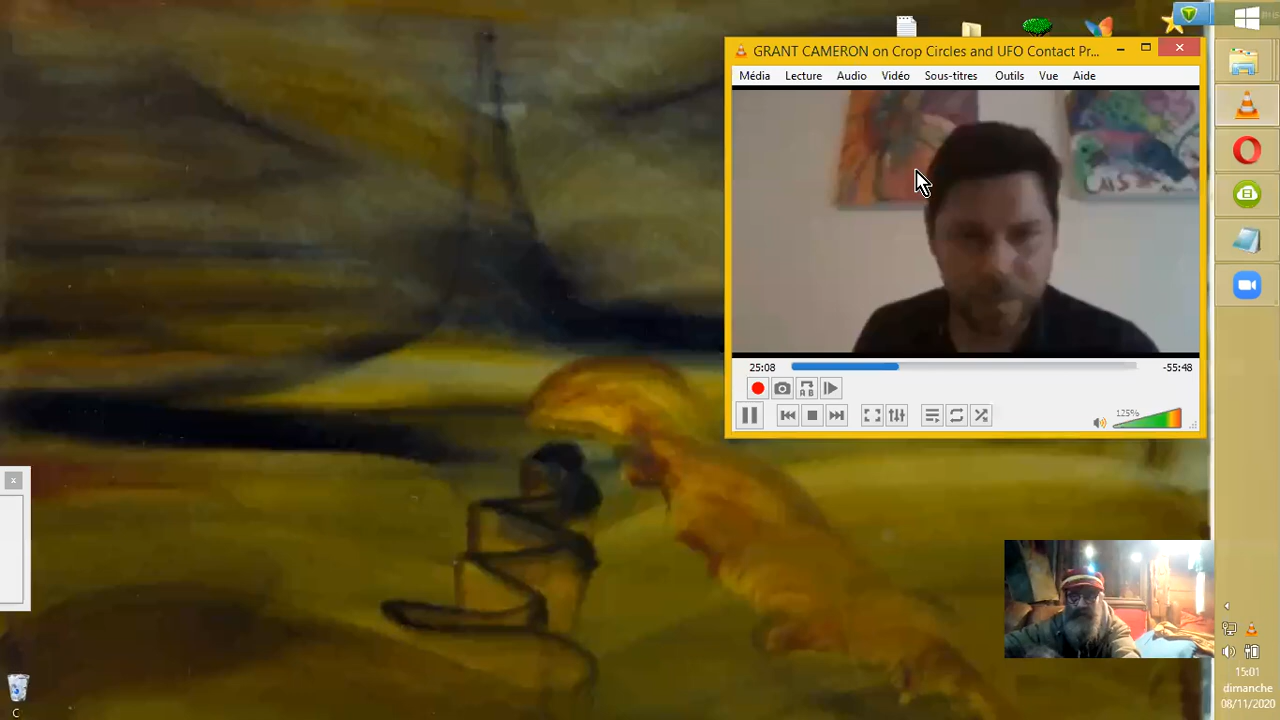 GRANT CAMERON on Crop Circles and UFO Contact Pr...
Média Lecture Audio Vidéo Sous-titres Outils Vue Aide
25:08 -55:48
125%
C
15:01
dimanche
08/11/2020